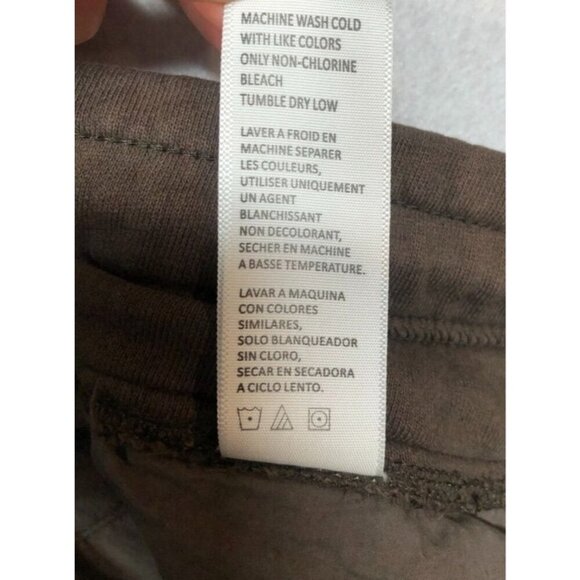 MACHINE WASH COLD
WITH LIKE COLORS
ONLY NON-CHLORINE
BLEACH
TUMBLE DRY LOW
LAVER A FROID EN
MACHINE SEPARER
LES COULEURS,
UTILISER UNIQUEMENT
UN AGENT
BLANCHISSANT
NON DECOLORANT,
SECHER EN MACHINE
A BASSE TEMPERATURE.
LAVAR A MAQUINA
CON COLORES
SIMILARES,
SOLO BLANQUEADOR
SIN CLORO,
SECAR EN SECADORA
A CICLO LENTO.